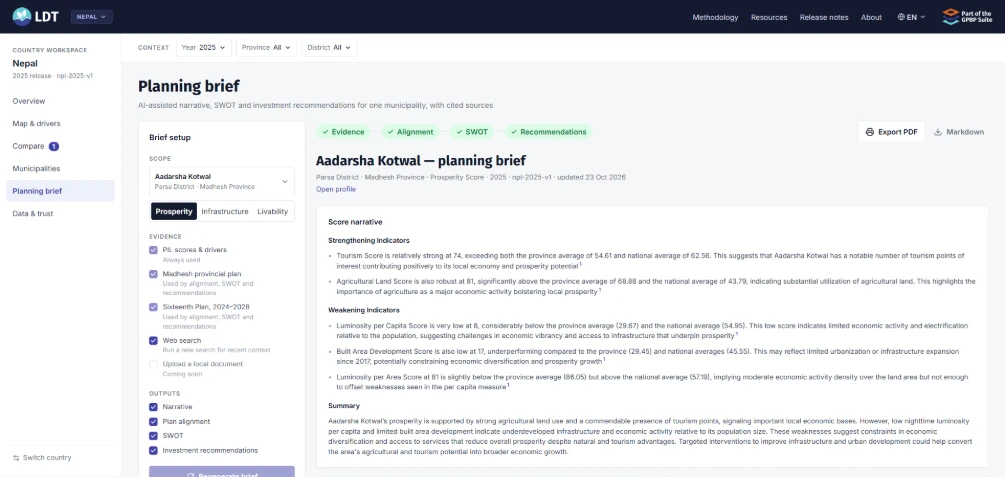 LDT
NEPAL
Methodology
Resources
Release notes
About
EN
Part of the
GPBP Suite
COUNTRY WORKSPACE
Nepal
2025 release · npl-2025-v1
Overview
Map & drivers
Compare 1
Municipalities
Planning brief
Data & trust
Switch country
CONTEXT
Year 2025
Province All
District All
Planning brief
AI-assisted narrative, SWOT and investment recommendations for one municipality, with cited sources
Brief setup
SCOPE
Aadarsha Kotwal
Parsa District · Madhesh Province
Prosperity
Infrastructure
Livability
EVIDENCE
PIL scores & drivers
Always used
Madhesh provincial plan
Used by alignment, SWOT and
recommendations
Sixteenth Plan, 2024–2028
Used by alignment, SWOT and
recommendations
Web search
Run a new search for recent context
Upload a local document
Coming soon
OUTPUTS
Narrative
Plan alignment
SWOT
Investment recommendations
Regenerate brief
Evidence
Alignment
SWOT
Recommendations
Export PDF
Markdown
Aadarsha Kotwal — planning brief
Parsa District · Madhesh Province · Prosperity Score · 2025 · npl-2025-v1 · updated 23 Oct 2026
Open profile
Score narrative
Strengthening Indicators
Tourism Score is relatively strong at 74, exceeding both the province average of 54.61 and national average of 62.56. This suggests that Aadarsha Kotwal has a notable number of tourism points of
interest contributing positively to its local economy and prosperity potential 1
Agricultural Land Score is also robust at 81, significantly above the province average of 68.88 and the national average of 43.79, indicating substantial utilization of agricultural land. This highlights the
importance of agriculture as a major economic activity bolstering local prosperity 1
Weakening Indicators
Luminosity per Capita Score is very low at 8, considerably below the province average (29.67) and the national average (54.95). This low score indicates limited economic activity and electrification
relative to population, suggesting challenges in economic vibrancy and access to infrastructure that underpin prosperity 1
Built Area Development Score is also low at 17, underperforming compared to the province (29.45) and national averages (45.55). This may reflect limited urbanization or infrastructure expansion
since 2017, potentially constraining economic diversification and prosperity growth 1
Luminosity per Area Score at 81 is slightly below the province average (86.05) but above the national average (57.19), implying moderate economic activity density over the land area but not enough
to offset weaknesses seen in the per capita measure 1
Summary
Aadarsha Kotwal's prosperity is supported by strong agricultural land use and a commendable presence of tourism points, signaling important local economic bases. However, low nighttime luminosity
per capita and limited built area development indicate underdeveloped infrastructure and economic activity relative to its population size. These weaknesses suggest constraints in economic
diversification and access to services that reduce overall prosperity despite natural and tourism advantages. Targeted interventions to improve infrastructure and urban development could help convert
the area's agricultural and tourism potential into broader economic growth.